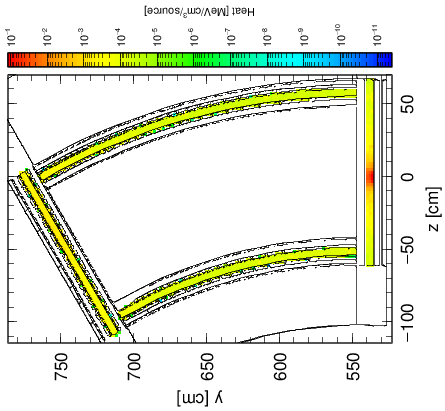 Heat [MeV/cm³/source]
10⁻¹ 10⁻² 10⁻³ 10⁻⁴ 10⁻⁵ 10⁻⁶ 10⁻⁷ 10⁻⁸ 10⁻⁹ 10⁻¹⁰ 10⁻¹¹
50
0
−50
−100
z [cm]
750 700 650 600 550
y [cm]